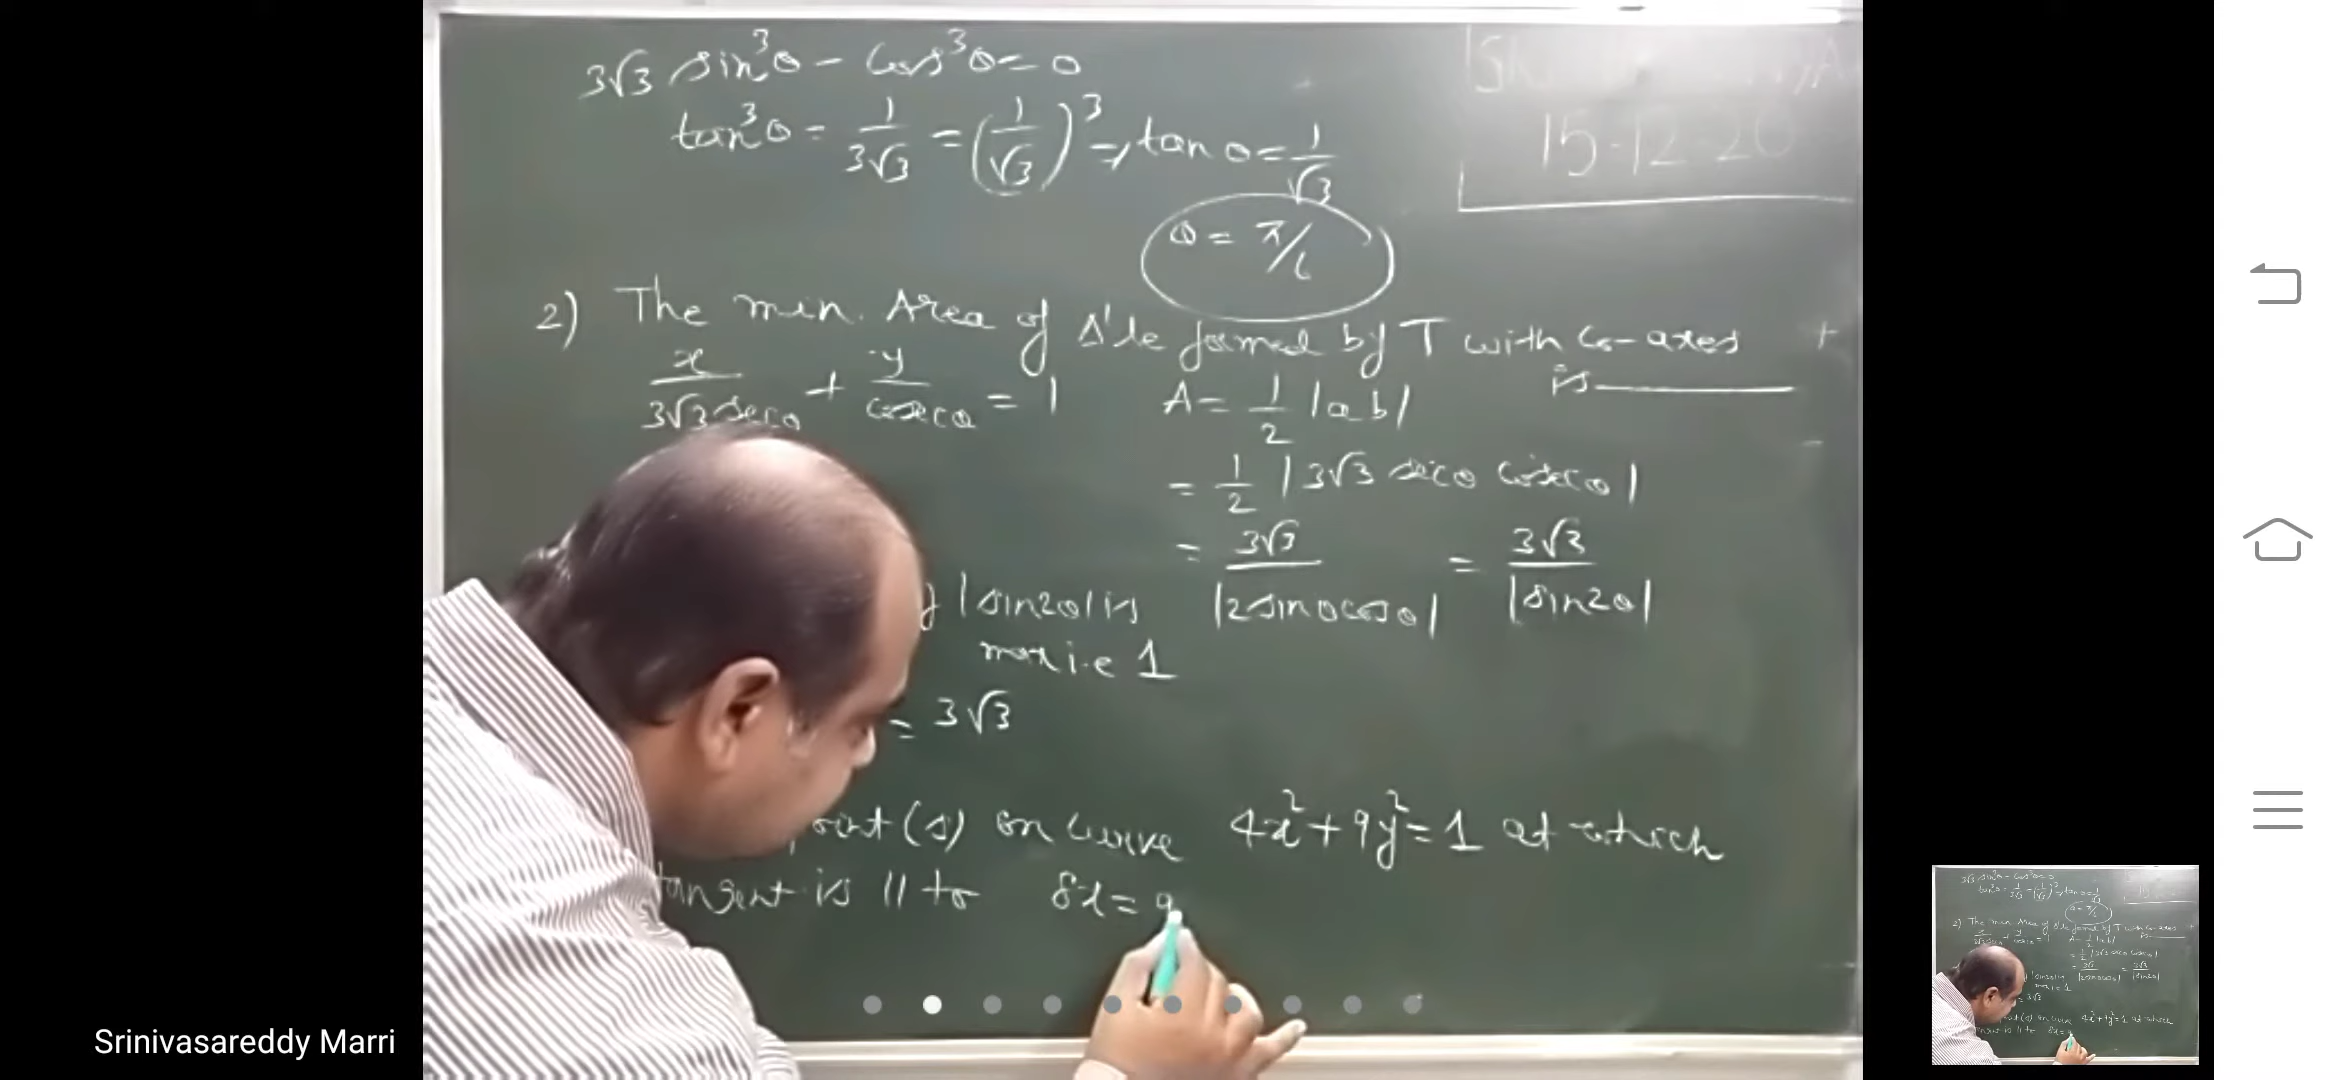 3√3 sin³θ - cos³θ = 0
tan³θ = 1/3√3 = (1/√3)³ ⇒ tan θ = 1/√3
θ = π/6
15-12-20
2) The min. Area of Δ'le formed by T with co-axes is
x/3√3 secθ + y/cosecθ = 1
A = 1/2 |ab|
= 1/2 |3√3 secθ cosecθ|
= 3√3/|2sinθcosθ| = 3√3/|sin2θ|
|sin2θ| is
max i.e 1
= 3√3
(s) on curve 4x² + 9y² = 1 at which
tangent is || to 8x = 9
Srinivasareddy Marri